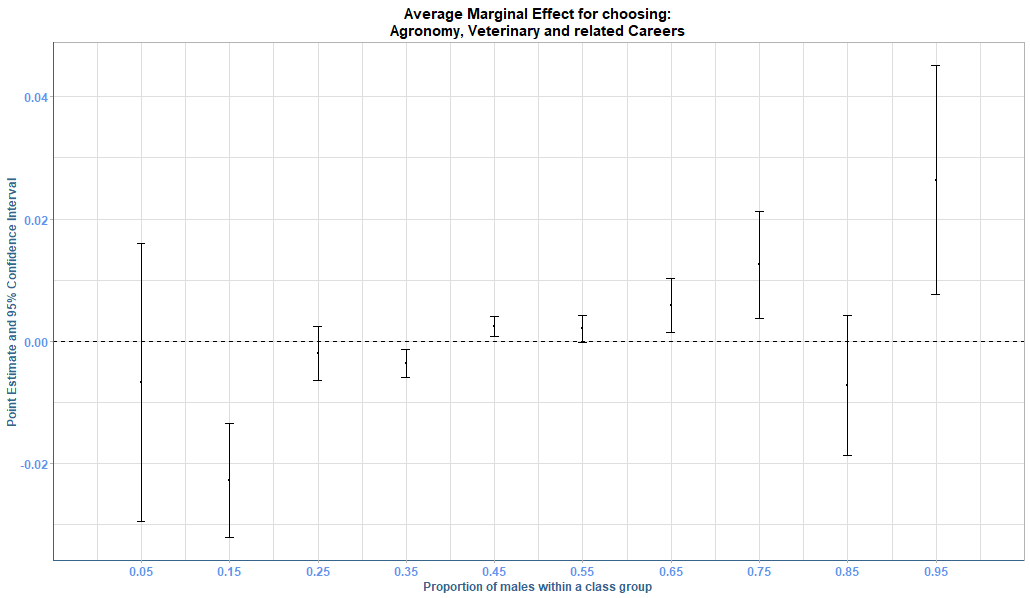 Average Marginal Effect for choosing:
Agronomy, Veterinary and related Careers
Point Estimate and 95% Confidence Interval
0.04
0.02
0.00
-0.02
0.05 0.15 0.25 0.35 0.45 0.55 0.65 0.75 0.85 0.95
Proportion of males within a class group